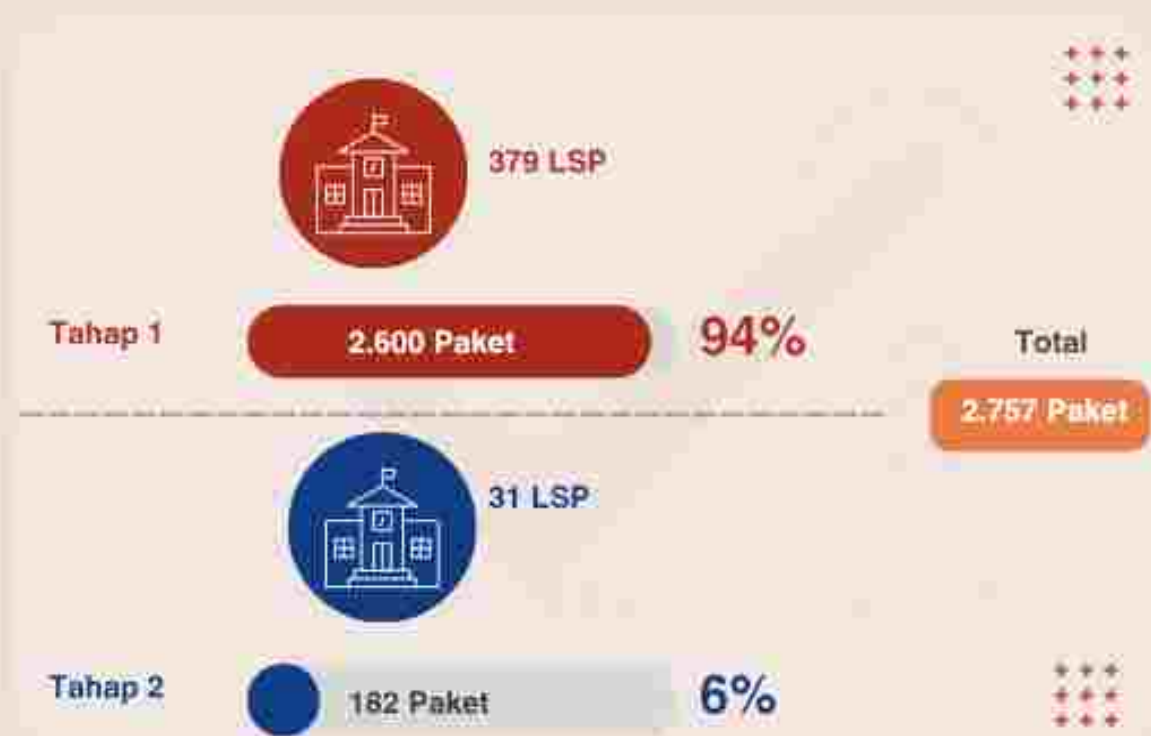 379 LSP
Tahap 1
2.600 Paket
94%
Total
2.757 Paket
31 LSP
Tahap 2
182 Paket
6%